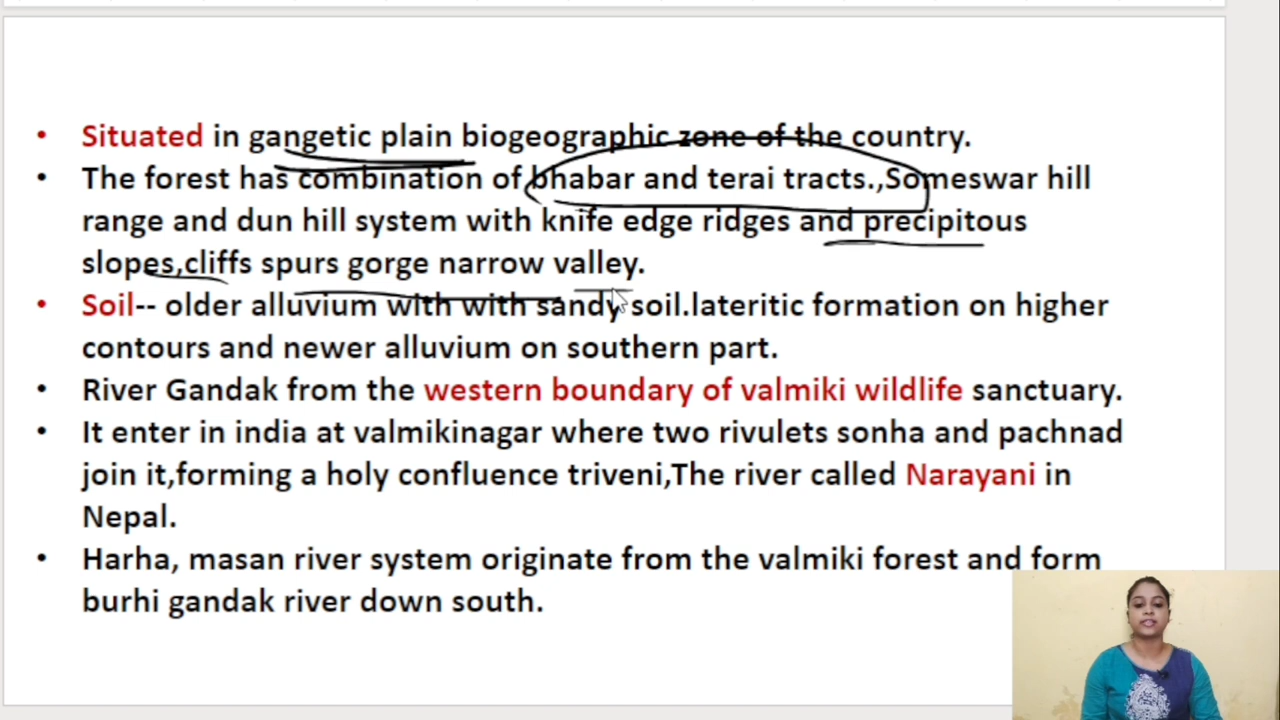 • Situated in gangetic plain biogeographic zone of the country.
• The forest has combination of bhabar and terai tracts.,Someswar hill
range and dun hill system with knife edge ridges and precipitous
slopes,cliffs spurs gorge narrow valley.
• Soil-- older alluvium with with sandy soil.lateritic formation on higher
contours and newer alluvium on southern part.
• River Gandak from the western boundary of valmiki wildlife sanctuary.
• It enter in india at valmikinagar where two rivulets sonha and pachnad
join it,forming a holy confluence triveni,The river called Narayani in
Nepal.
• Harha, masan river system originate from the valmiki forest and form
burhi gandak river down south.